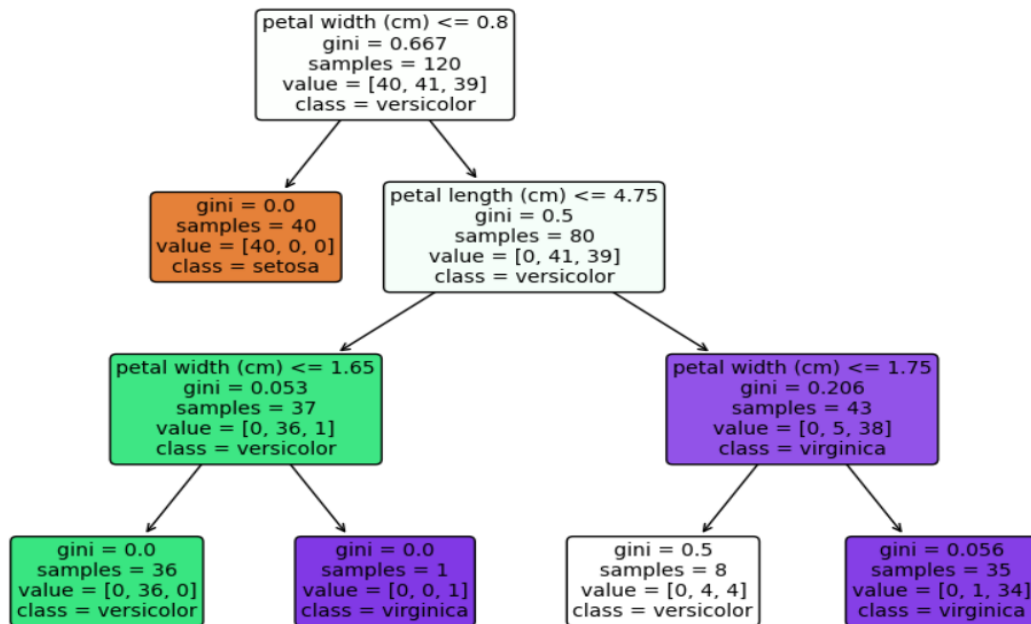 petal width (cm) <= 0.8
gini = 0.667
samples = 120
value = [40, 41, 39]
class = versicolor
gini = 0.0
samples = 40
value = [40, 0, 0]
class = setosa
petal length (cm) <= 4.75
gini = 0.5
samples = 80
value = [0, 41, 39]
class = versicolor
petal width (cm) <= 1.65
gini = 0.053
samples = 37
value = [0, 36, 1]
class = versicolor
petal width (cm) <= 1.75
gini = 0.206
samples = 43
value = [0, 5, 38]
class = virginica
gini = 0.0
samples = 36
value = [0, 36, 0]
class = versicolor
gini = 0.0
samples = 1
value = [0, 0, 1]
class = virginica
gini = 0.5
samples = 8
value = [0, 4, 4]
class = versicolor
gini = 0.056
samples = 35
value = [0, 1, 34]
class = virginica